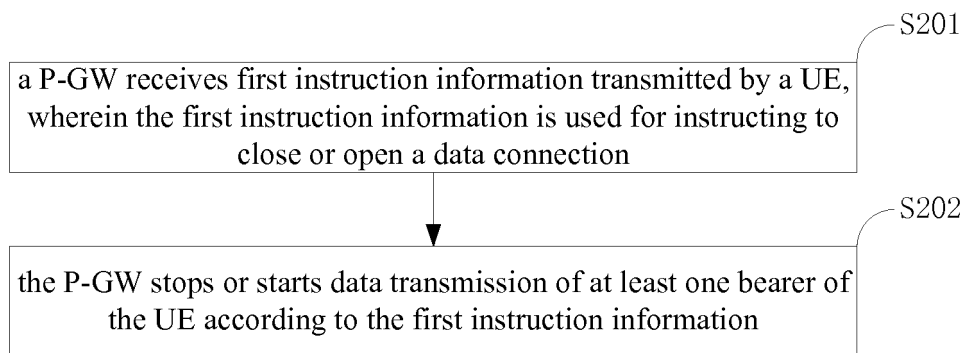 S201
a P-GW receives first instruction information transmitted by a UE,
wherein the first instruction information is used for instructing to
close or open a data connection
S202
the P-GW stops or starts data transmission of at least one bearer of
the UE according to the first instruction information